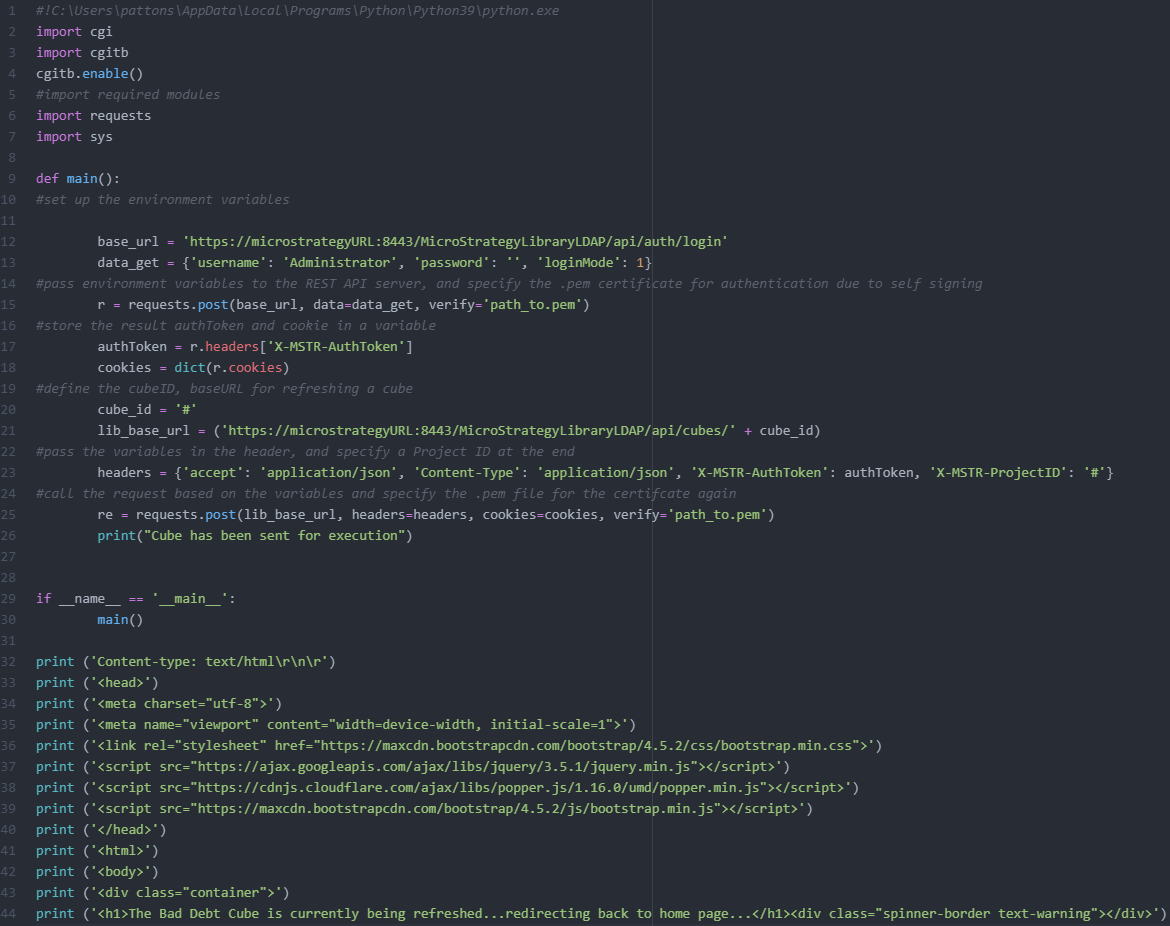 1 #!C:\Users\pattons\AppData\Local\Programs\Python\Python39\python.exe
2 import cgi
3 import cgitb
4 cgitb.enable()
5 #import required modules
6 import requests
7 import sys
8
9 def main():
10 #set up the environment variables
11
12         base_url = 'https://microstrategyURL:8443/MicroStrategyLibraryLDAP/api/auth/login'
13         data_get = {'username': 'Administrator', 'password': '', 'loginMode': 1}
14 #pass environment variables to the REST API server, and specify the .pem certificate for authentication due to self signing
15         r = requests.post(base_url, data=data_get, verify='path_to.pem')
16 #store the result authToken and cookie in a variable
17         authToken = r.headers['X-MSTR-AuthToken']
18         cookies = dict(r.cookies)
19 #define the cubeID, baseURL for refreshing a cube
20         cube_id = '#'
21         lib_base_url = ('https://microstrategyURL:8443/MicroStrategyLibraryLDAP/api/cubes/' + cube_id)
22 #pass the variables in the header, and specify a Project ID at the end
23         headers = {'accept': 'application/json', 'Content-Type': 'application/json', 'X-MSTR-AuthToken': authToken, 'X-MSTR-ProjectID': '#'}
24 #call the request based on the variables and specify the .pem file for the certifcate again
25         re = requests.post(lib_base_url, headers=headers, cookies=cookies, verify='path_to.pem')
26         print("Cube has been sent for execution")
27
28
29 if __name__ == '__main__':
30         main()
31
32 print ('Content-type: text/html\r\n\r')
33 print ('<head>')
34 print ('<meta charset="utf-8">')
35 print ('<meta name="viewport" content="width=device-width, initial-scale=1">')
36 print ('<link rel="stylesheet" href="https://maxcdn.bootstrapcdn.com/bootstrap/4.5.2/css/bootstrap.min.css">')
37 print ('<script src="https://ajax.googleapis.com/ajax/libs/jquery/3.5.1/jquery.min.js"></script>')
38 print ('<script src="https://cdnjs.cloudflare.com/ajax/libs/popper.js/1.16.0/umd/popper.min.js"></script>')
39 print ('<script src="https://maxcdn.bootstrapcdn.com/bootstrap/4.5.2/js/bootstrap.min.js"></script>')
40 print ('</head>')
41 print ('<html>')
42 print ('<body>')
43 print ('<div class="container">')
44 print ('<h1>The Bad Debt Cube is currently being refreshed...redirecting back to home page...</h1><div class="spinner-border text-warning"></div>')